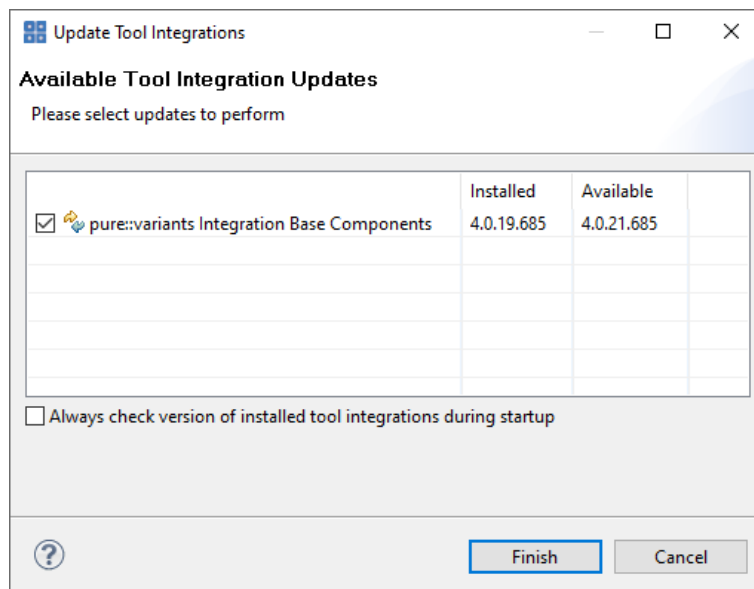 Update Tool Integrations
Available Tool Integration Updates
Please select updates to perform
Installed Available
pure::variants Integration Base Components 4.0.19.685 4.0.21.685
Always check version of installed tool integrations during startup
?
Finish Cancel